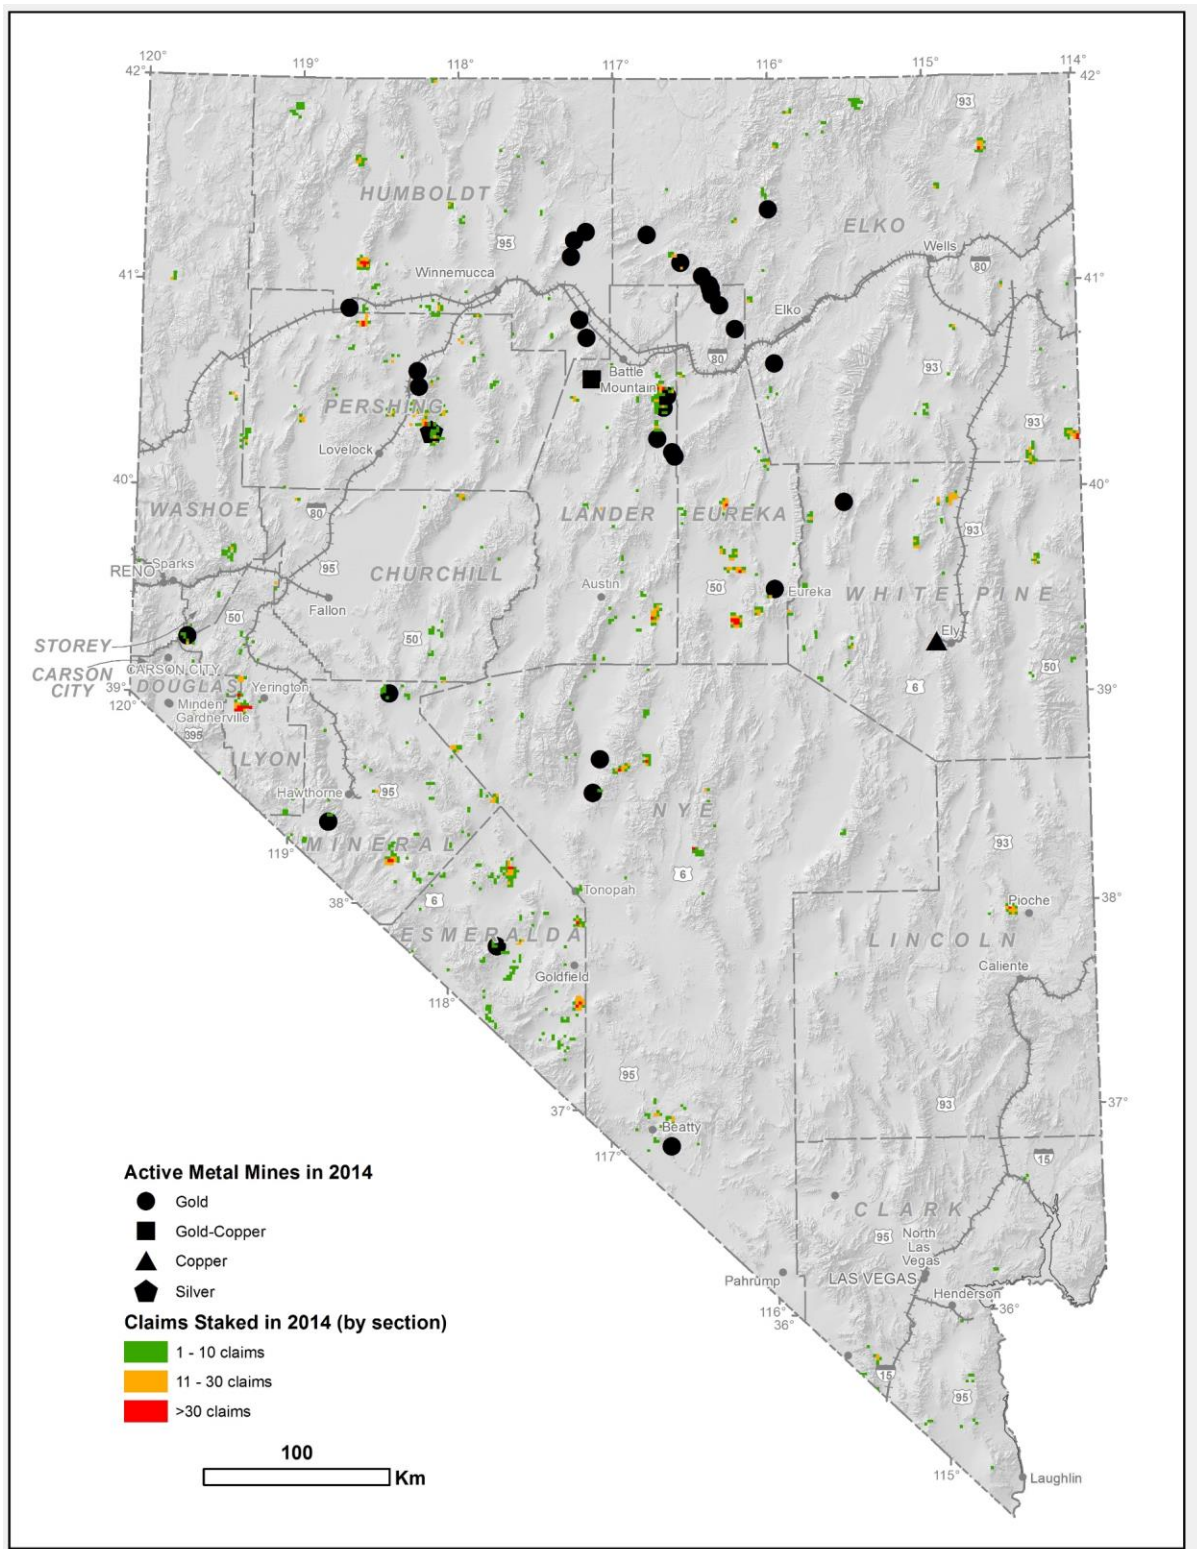 120°
119°
118°
117°
116°
115°
114°
42°
42°
93
HUMBOLDT
ELKO
95
Wells
80
Winnemucca
41°
41°
Elko
80
Battle
Mountain
93
PERSHING
93
Lovelock
40°
40°
WASHOE
80
LANDER
EUREKA
93
RENO
Sparks
95
CHURCHILL
Austin
50
Eureka
WHITE PINE
Fallon
50
50
STOREY
Ely
CARSON
CITY
CARSON CITY
50
DOUGLAS
Yerington
6
39°
39°
120°
Minden
Gardnerville
395
LYON
Hawthorne
95
NYE
119°
MINERAL
93
6
Tonopah
38°
6
38°
Pioche
ESMERALDA
LINCOLN
Goldfield
Caliente
118°
95
93
37°
37°
Beatty
117°
15
Active Metal Mines in 2014
Gold
Gold-Copper
Copper
Silver
CLARK
95
North
Las
Vegas
Pahrump
LAS VEGAS
Henderson
116°
36°
36°
Claims Staked in 2014 (by section)
1 - 10 claims
11 - 30 claims
>30 claims
15
95
100
Km
115°
Laughlin